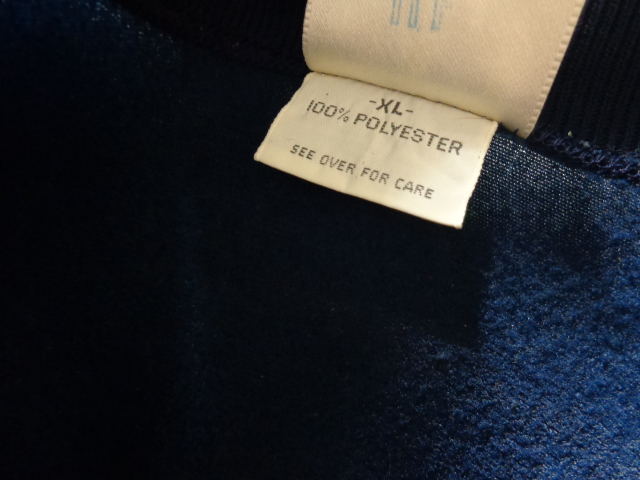 -XL-
100% POLYESTER
SEE OVER FOR CARE